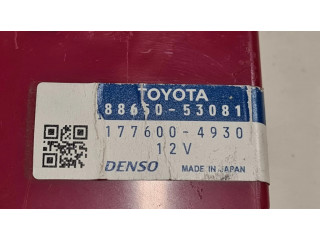 TOYOTA
88650-53081
177600-4930
12V
DENSO MADE IN JAPAN